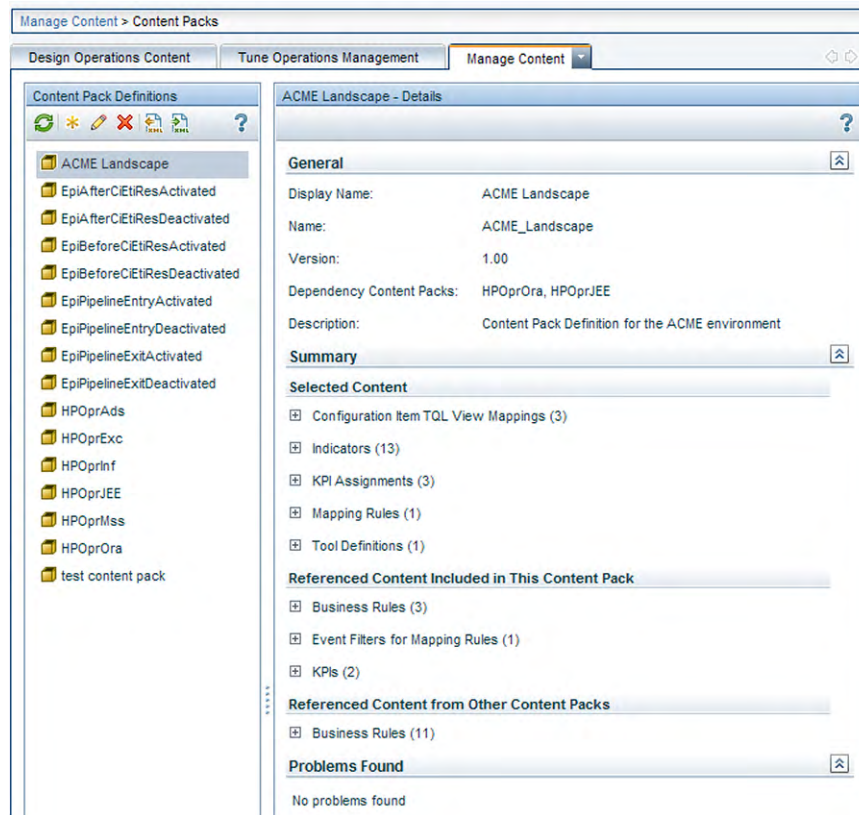 Manage Content > Content Packs
Design Operations Content
Tune Operations Management
Manage Content
Content Pack Definitions
XML
XML
?
ACME Landscape
EpiAfterCiEtiResActivated
EpiAfterCiEtiResDeactivated
EpiBeforeCiEtiResActivated
EpiBeforeCiEtiResDeactivated
EpiPipelineEntryActivated
EpiPipelineEntryDeactivated
EpiPipelineExitActivated
EpiPipelineExitDeactivated
HPOprAds
HPOprExc
HPOprInf
HPOprJEE
HPOprMss
HPOprOra
test content pack
ACME Landscape - Details
?
General
Display Name: ACME Landscape
Name: ACME_Landscape
Version: 1.00
Dependency Content Packs: HPOprOra, HPOprJEE
Description: Content Pack Definition for the ACME environment
Summary
Selected Content
Configuration Item TQL View Mappings (3)
Indicators (13)
KPI Assignments (3)
Mapping Rules (1)
Tool Definitions (1)
Referenced Content Included in This Content Pack
Business Rules (3)
Event Filters for Mapping Rules (1)
KPIs (2)
Referenced Content from Other Content Packs
Business Rules (11)
Problems Found
No problems found